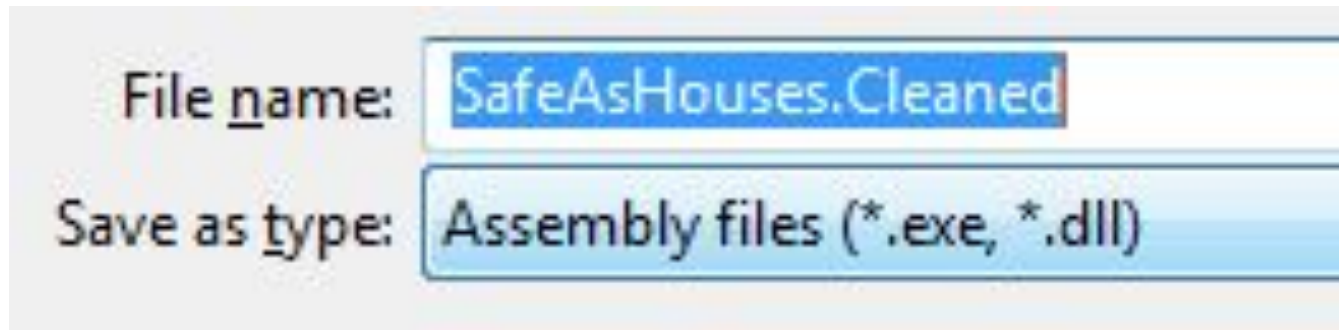 File name: SafeAsHouses.Cleaned
Save as type: Assembly files (*.exe, *.dll)